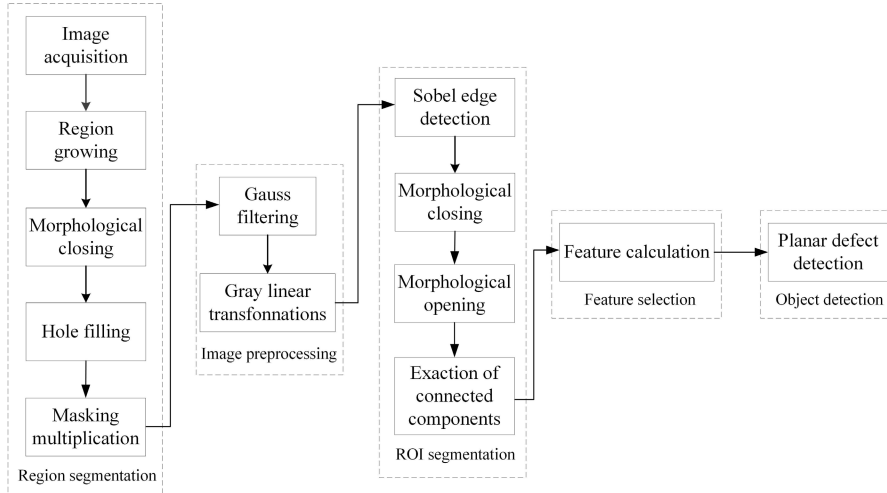 Image
acquisition
Region
growing
Morphological
closing
Hole filling
Masking
multiplication
Region segmentation
Gauss
filtering
Gray linear
transfonnations
Image preprocessing
Sobel edge
detection
Morphological
closing
Morphological
opening
Exaction of
connected
components
ROI segmentation
Feature calculation
Feature selection
Planar defect
detection
Object detection